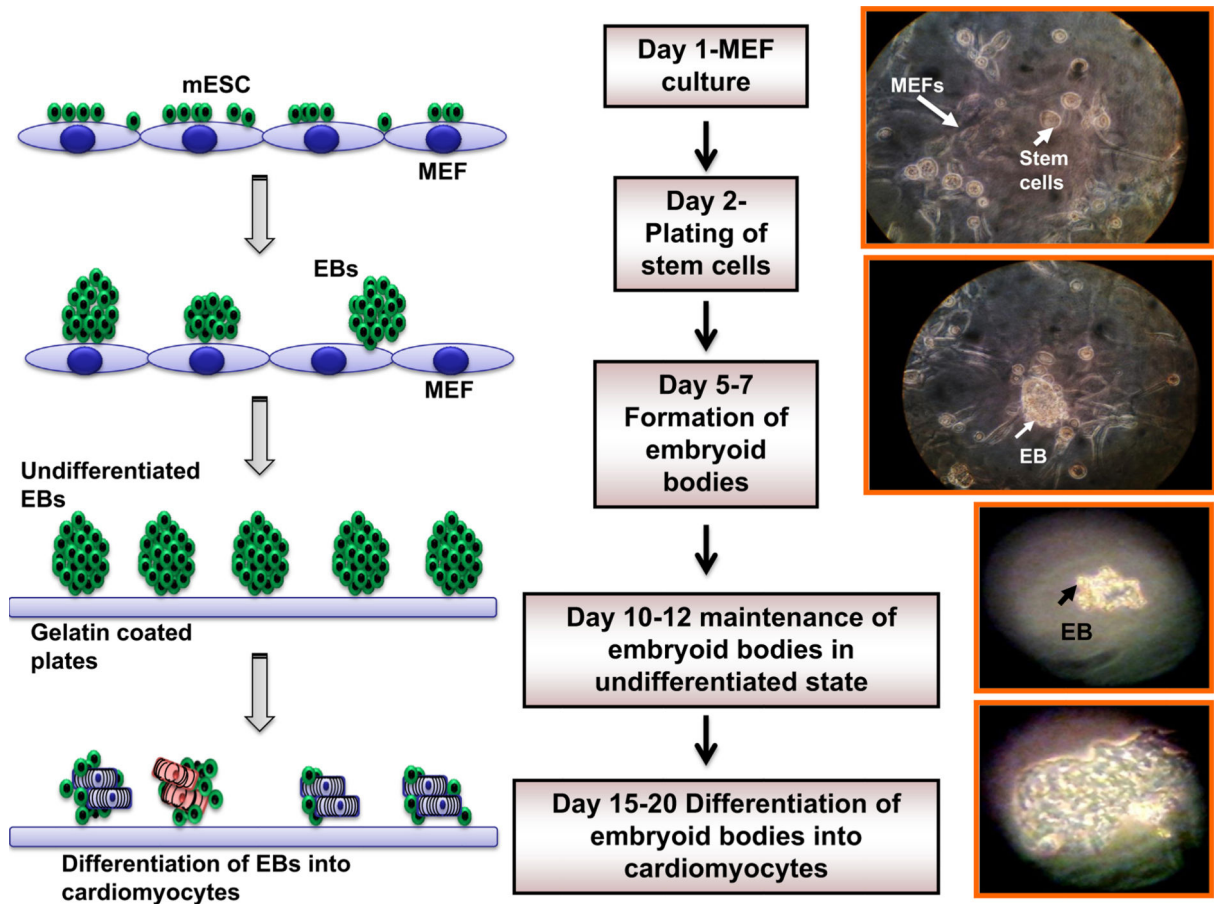 mESC
MEF
EBs
MEF
Undifferentiated
EBs
Gelatin coated
plates
Differentiation of EBs into
cardiomyocytes
Day 1-MEF
culture
Day 2-
Plating of
stem cells
Day 5-7
Formation of
embryoid
bodies
Day 10-12 maintenance of
embryoid bodies in
undifferentiated state
Day 15-20 Differentiation of
embryoid bodies into
cardiomyocytes
MEFs
Stem
cells
EB
EB